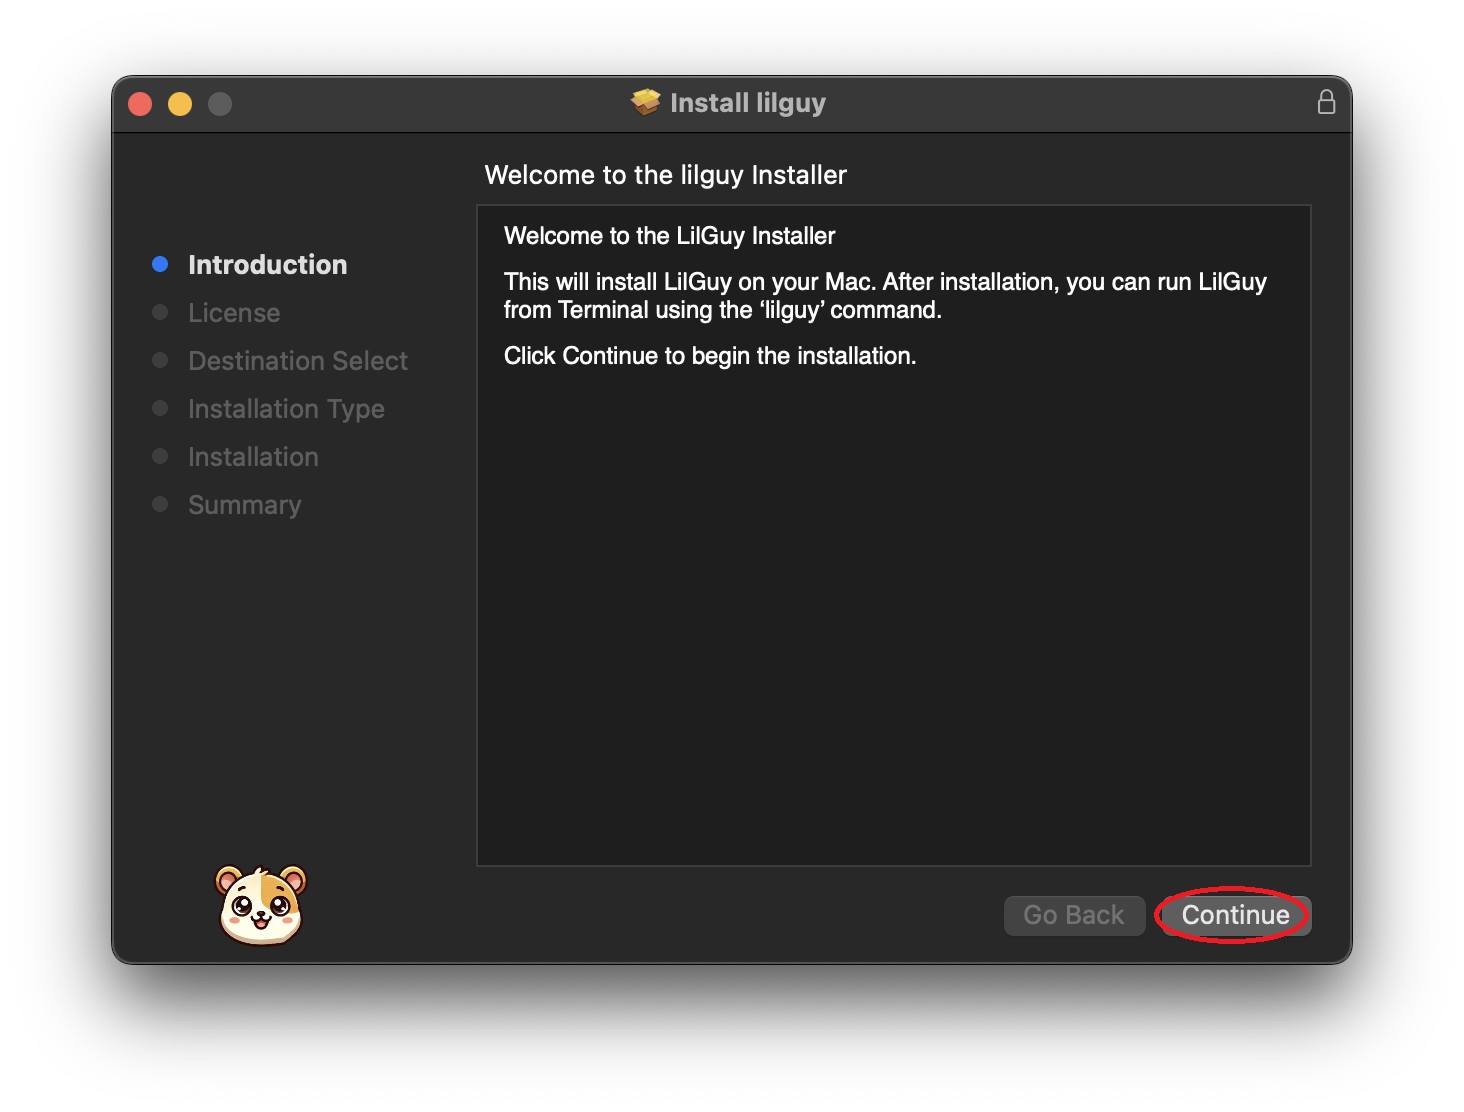 Install lilguy
Welcome to the lilguy Installer
Introduction
License
Destination Select
Installation Type
Installation
Summary
Welcome to the LilGuy Installer
This will install LilGuy on your Mac. After installation, you can run LilGuy
from Terminal using the ‘lilguy’ command.
Click Continue to begin the installation.
Go Back
Continue